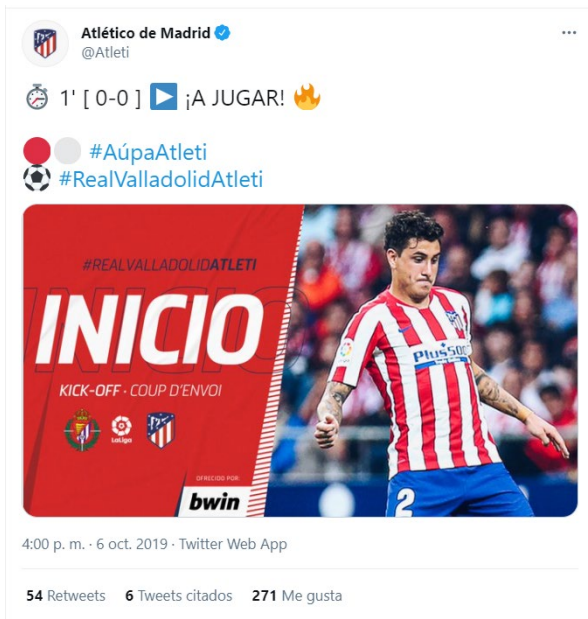 Atlético de Madrid
@Atleti
1' [ 0-0 ] ¡A JUGAR!
#AúpaAtleti
#RealValladolidAtleti
#REALVALLADOLIDATLETI
INICIO
KICK-OFF · COUP D'ENVOI
LaLiga
OFRECIDO POR:
bwin
Plus500
2
4:00 p. m. · 6 oct. 2019 · Twitter Web App
54 Retweets 6 Tweets citados 271 Me gusta